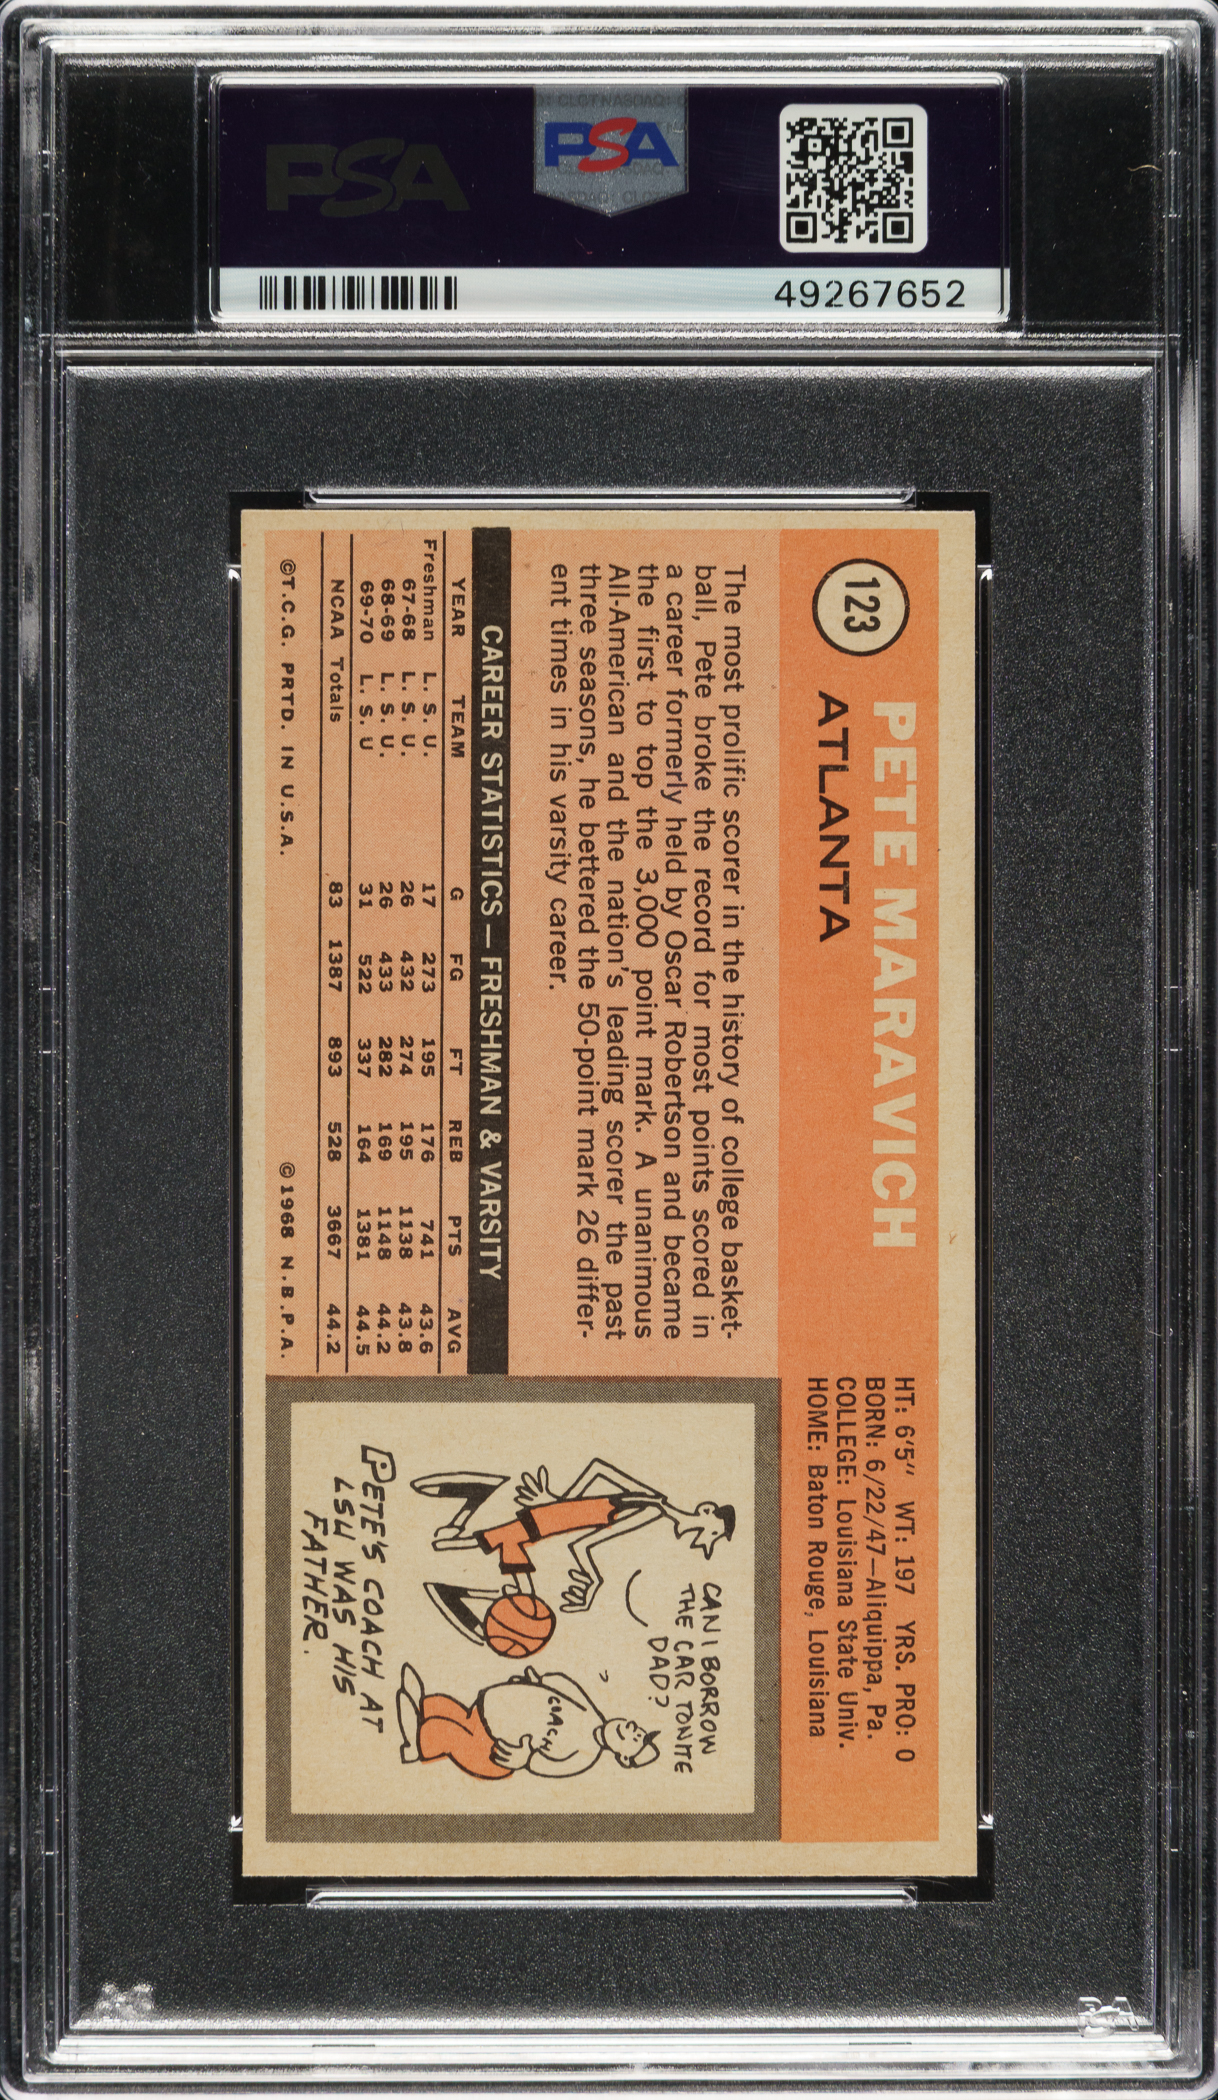 PSA
PSA
49267652
123
PETE MARAVICH
ATLANTA
HT: 6'5" WT: 197 YRS. PRO: 0
BORN: 6/22/47—Aliquippa, Pa.
COLLEGE: Louisiana State Univ.
HOME: Baton Rouge, Louisiana
The most prolific scorer in the history of college basket-
ball, Pete broke the record for most points scored in
a career formerly held by Oscar Robertson and became
the first to top the 3,000 point mark. A unanimous
All-American and the nation's leading scorer the past
three seasons, he bettered the 50-point mark 26 differ-
ent times in his varsity career.
CAREER STATISTICS — FRESHMAN & VARSITY
YEAR TEAM G FG FT REB PTS AVG
Freshman L. S. U. 17 273 195 176 741 43.6
67-68 L. S. U. 26 432 274 195 1138 43.8
68-69 L. S. U. 26 433 282 169 1148 44.2
69-70 L. S. U 31 522 337 164 1381 44.5
NCAA Totals 83 1387 893 528 3667 44.2
©T.C.G. PRTD. IN U.S.A. ©1968 N.B.P.A.
CAN I BORROW
THE CAR TONITE
DAD?
COACH
PETE'S COACH AT
LSU WAS HIS
FATHER.
PSA